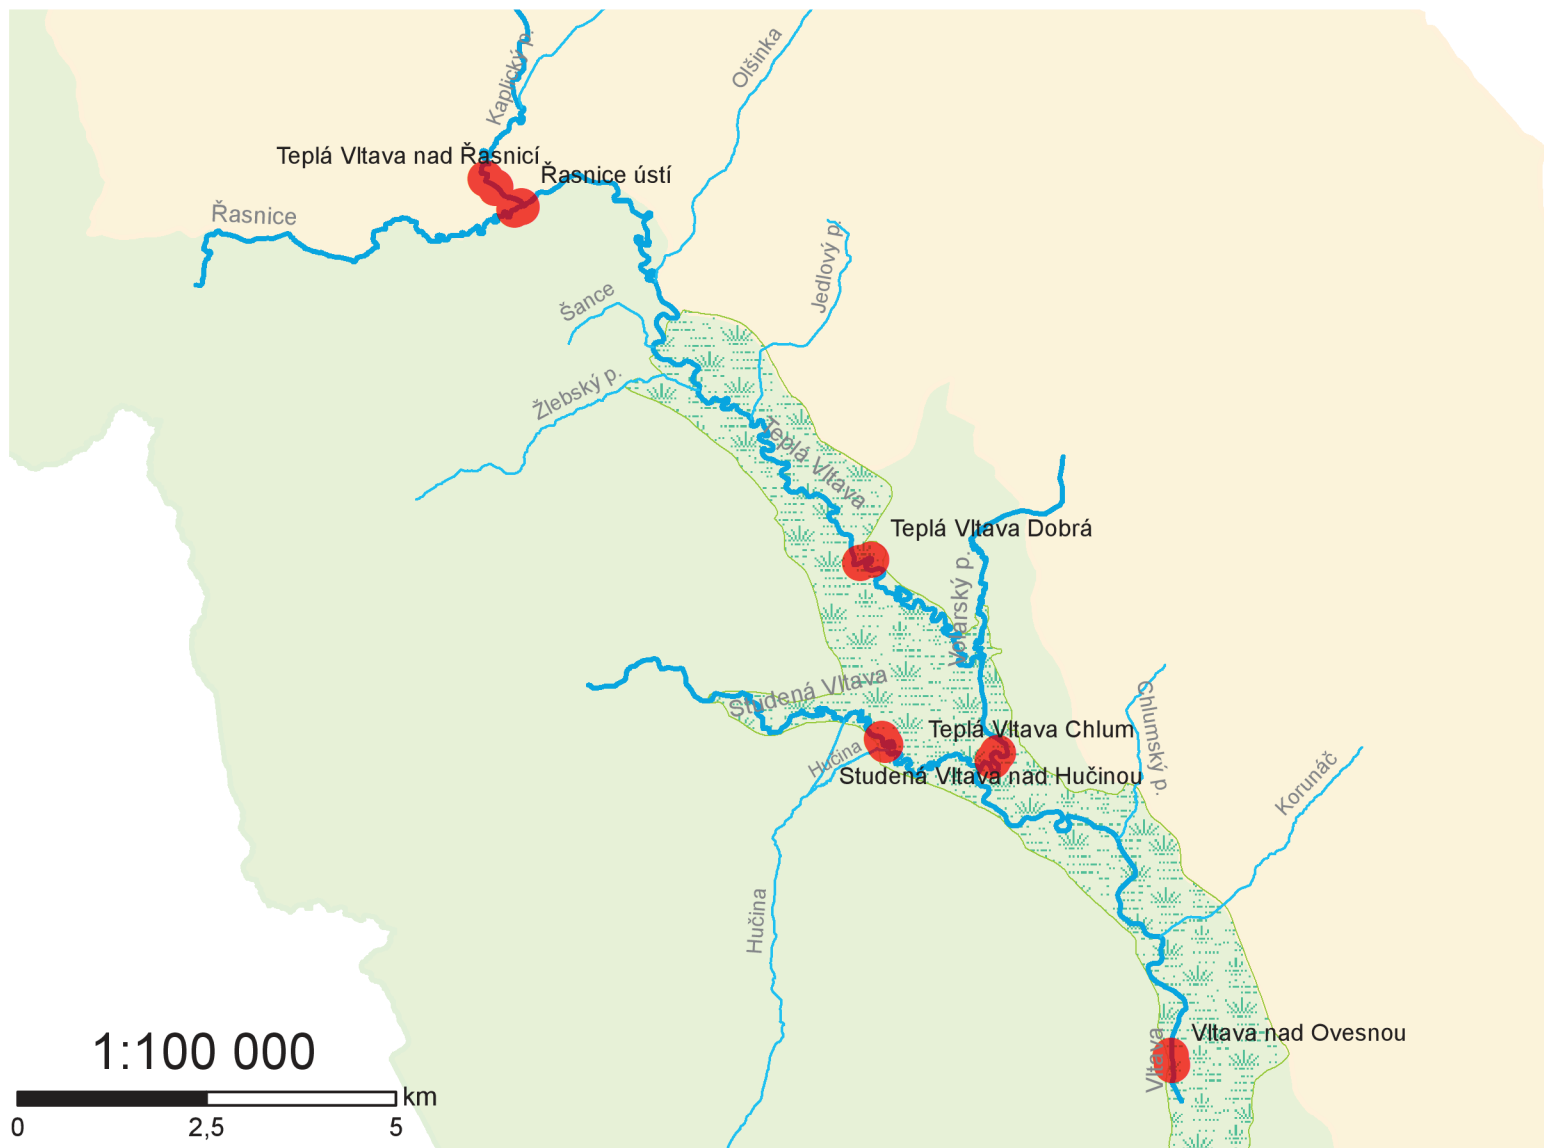 Kaplický p.
Olšinka
Teplá Vltava nad Řasnicí
Řasnice ústí
Řasnice
Jedlový p.
Šance
Žlebský p.
Teplá Vltava
Teplá Vltava Dobrá
Volarský p.
Studená Vltava
Chlumský p.
Teplá Vltava Chlum
Hučina
Studená Vltava nad Hučinou
Korunáč
Hučina
Vltava nad Ovesnou
Vltava
1:100 000
km
0
2,5
5